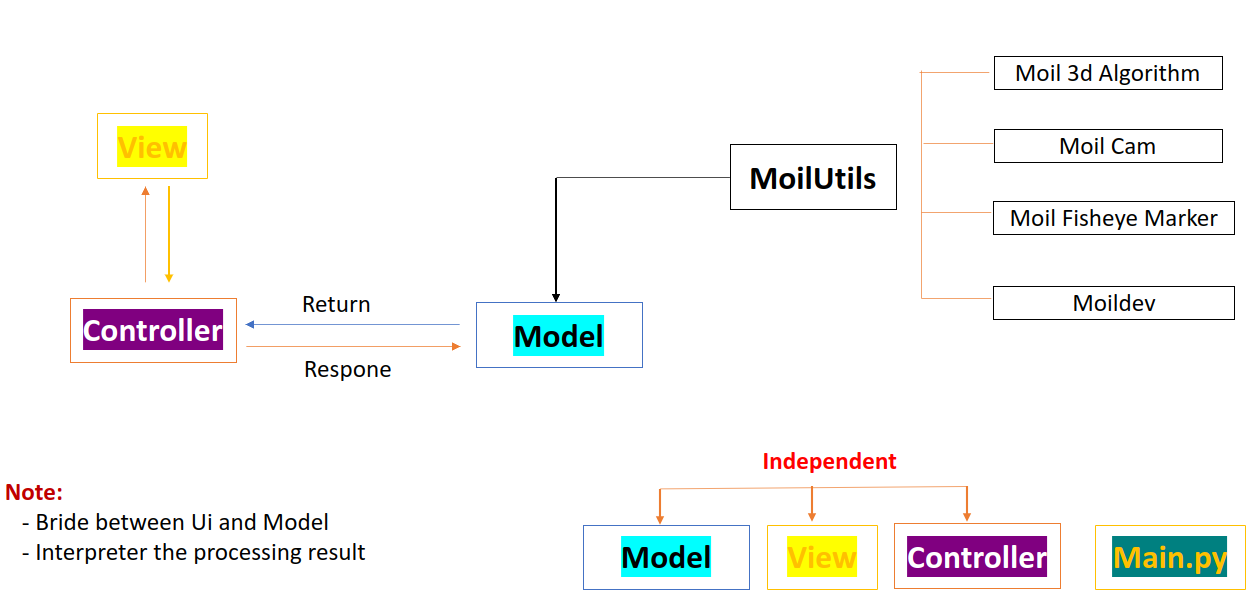 Moil 3d Algorithm
View
Moil Cam
MoilUtils
Moil Fisheye Marker
Moildev
Return
Controller
Model
Respone
Independent
Note:
- Bride between Ui and Model
- Interpreter the processing result
Model
View
Controller
Main.py